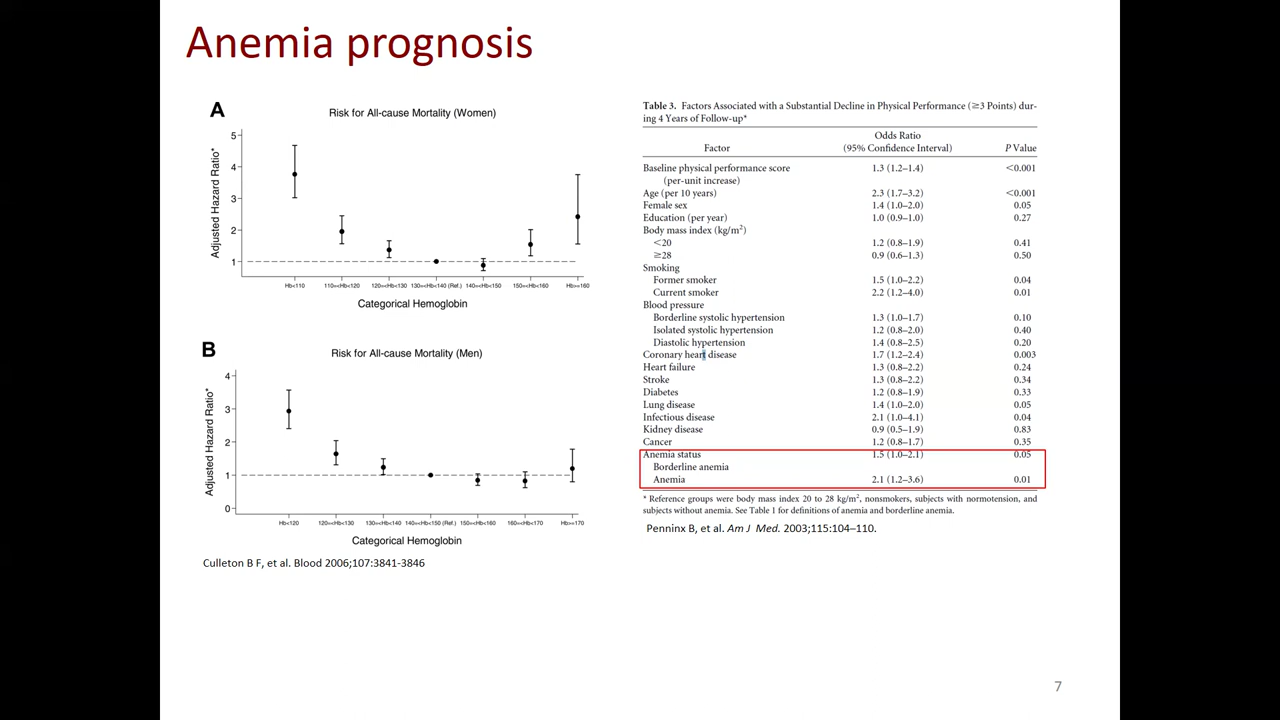 Anemia prognosis
A
Risk for All-cause Mortality (Women)
Adjusted Hazard Ratio*
5
4
3
2
1
Hb<110 110=<Hb<120 120=<Hb<130 130=<Hb<140 (Ref.) 140=<Hb<150 150=<Hb<160 Hb>=160
Categorical Hemoglobin
B
Risk for All-cause Mortality (Men)
Adjusted Hazard Ratio*
4
3
2
1
0
Hb<120 120=<Hb<130 130=<Hb<140 140=<Hb<150 (Ref.) 150=<Hb<160 160=<Hb<170 Hb>=170
Categorical Hemoglobin
Culleton B F, et al. Blood 2006;107:3841-3846
Table 3. Factors Associated with a Substantial Decline in Physical Performance (≥3 Points) dur-
ing 4 Years of Follow-up*
Odds Ratio
Factor (95% Confidence Interval) P Value
Baseline physical performance score 1.3 (1.2–1.4) <0.001
(per-unit increase)
Age (per 10 years) 2.3 (1.7–3.2) <0.001
Female sex 1.4 (1.0–2.0) 0.05
Education (per year) 1.0 (0.9–1.0) 0.27
Body mass index (kg/m²)
<20 1.2 (0.8–1.9) 0.41
≥28 0.9 (0.6–1.3) 0.50
Smoking
Former smoker 1.5 (1.0–2.2) 0.04
Current smoker 2.2 (1.2–4.0) 0.01
Blood pressure
Borderline systolic hypertension 1.3 (1.0–1.7) 0.10
Isolated systolic hypertension 1.2 (0.8–2.0) 0.40
Diastolic hypertension 1.4 (0.8–2.5) 0.20
Coronary heart disease 1.7 (1.2–2.4) 0.003
Heart failure 1.3 (0.8–2.2) 0.24
Stroke 1.3 (0.8–2.2) 0.34
Diabetes 1.2 (0.8–1.9) 0.33
Lung disease 1.4 (1.0–2.0) 0.05
Infectious disease 2.1 (1.0–4.1) 0.04
Kidney disease 0.9 (0.5–1.9) 0.83
Cancer 1.2 (0.8–1.7) 0.35
Anemia status 1.5 (1.0–2.1) 0.05
Borderline anemia
Anemia 2.1 (1.2–3.6) 0.01
* Reference groups were body mass index 20 to 28 kg/m², nonsmokers, subjects with normotension, and
subjects without anemia. See Table 1 for definitions of anemia and borderline anemia.
Penninx B, et al. Am J Med. 2003;115:104–110.
7